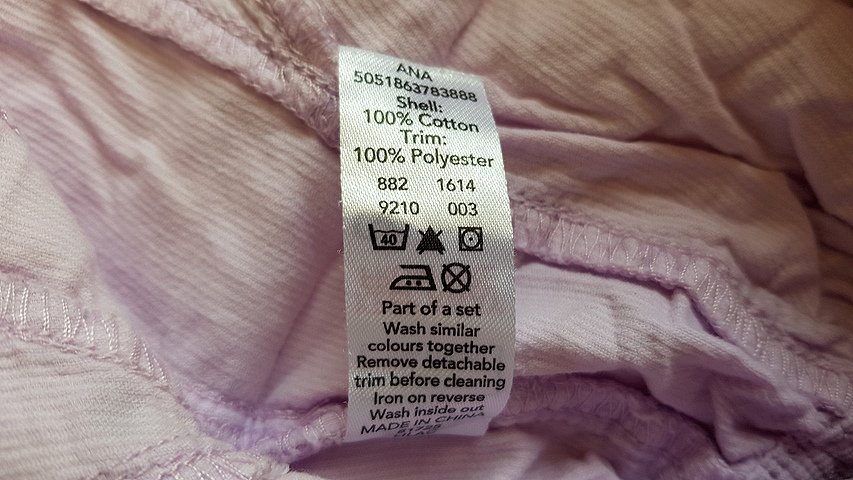 ANA
5051863783888
Shell:
100% Cotton
Trim:
100% Polyester
882 1614
9210 003
40
Part of a set
Wash similar
colours together
Remove detachable
trim before cleaning
Iron on reverse
Wash inside out
MADE IN CHINA